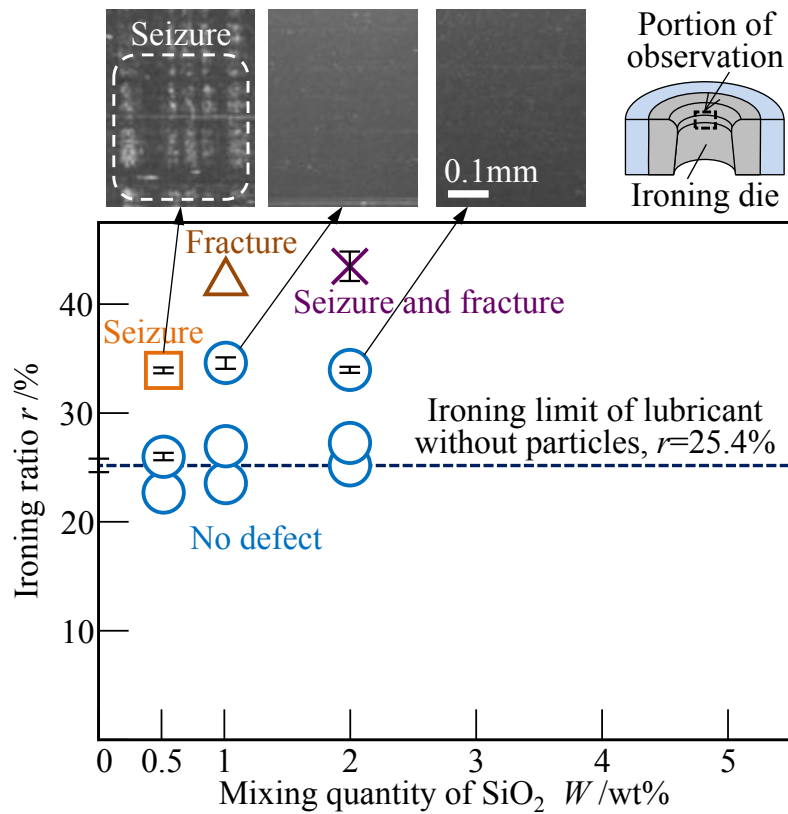 Seizure
0.1mm
Portion of
observation
Ironing die
Fracture
Seizure and fracture
Seizure
Ironing limit of lubricant
without particles, r=25.4%
No defect
Ironing ratio r /%
40
30
20
10
0 0.5 1 2 3 4 5
Mixing quantity of SiO₂ W /wt%